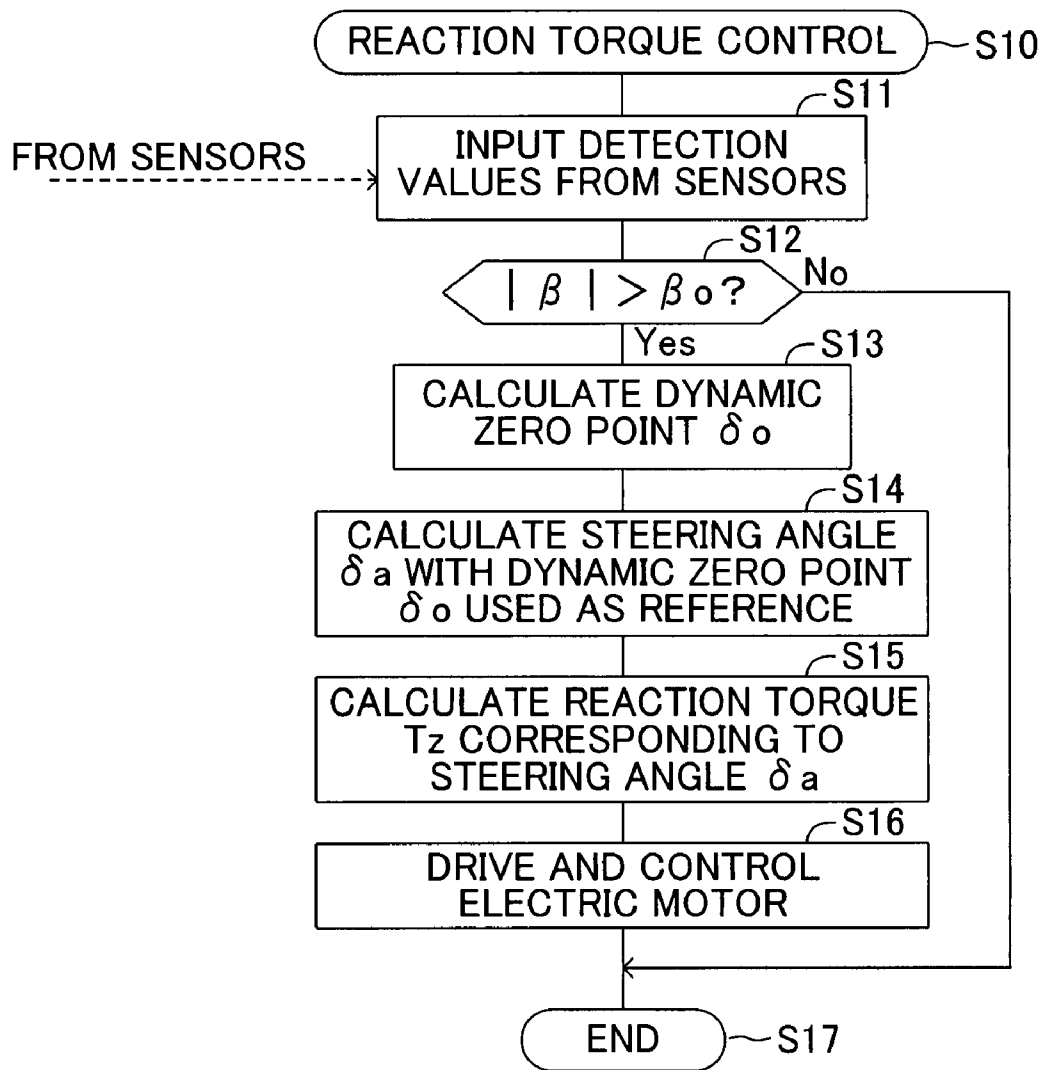 REACTION TORQUE CONTROL
S10
S11
INPUT DETECTION
VALUES FROM SENSORS
FROM SENSORS
S12
| β | > βo?
No
Yes
S13
CALCULATE DYNAMIC
ZERO POINT δo
S14
CALCULATE STEERING ANGLE
δa WITH DYNAMIC ZERO POINT
δo USED AS REFERENCE
S15
CALCULATE REACTION TORQUE
Tz CORRESPONDING TO
STEERING ANGLE δa
S16
DRIVE AND CONTROL
ELECTRIC MOTOR
END
S17